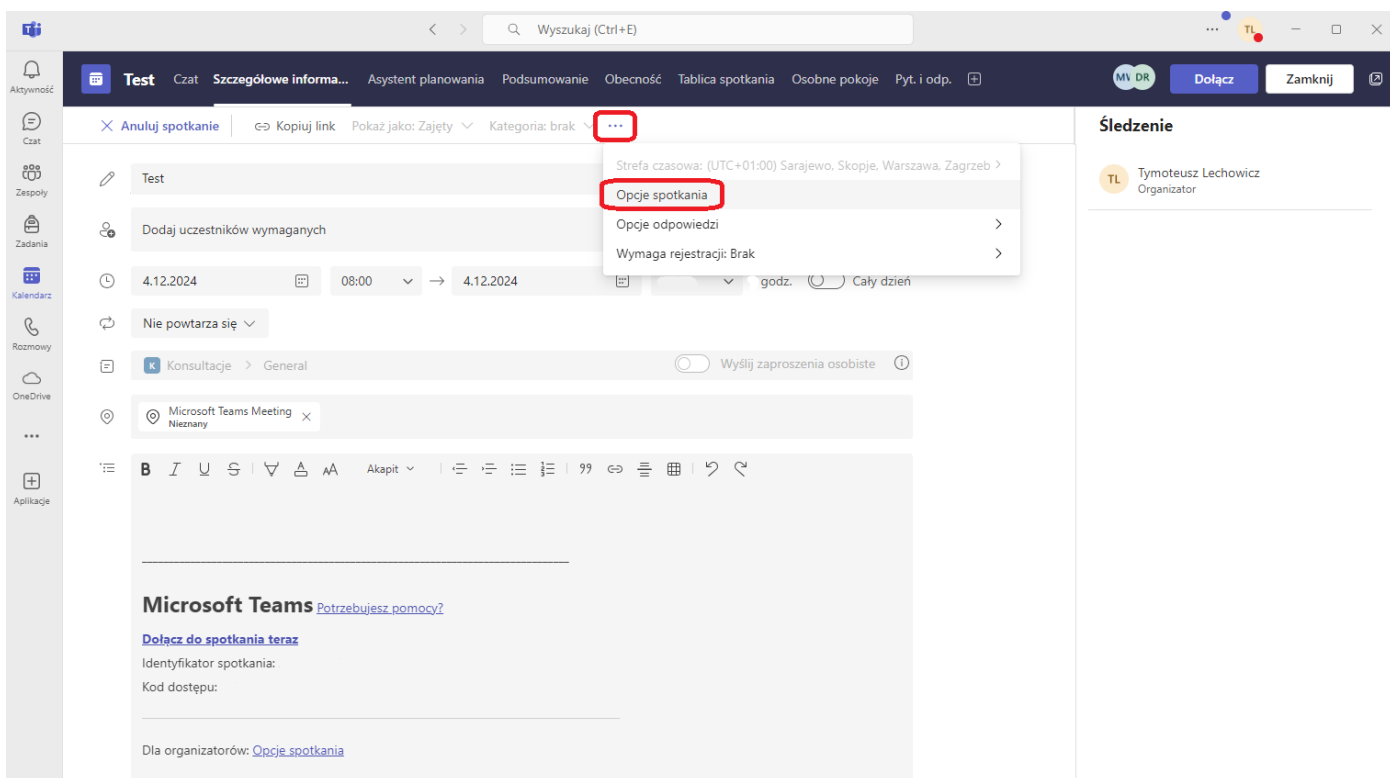 Wyszukaj (Ctrl+E)
TL
Aktywność
Czat
Zespoły
Zadania
Kalendarz
Rozmowy
OneDrive
Aplikacje
Test Czat Szczegółowe informa... Asystent planowania Podsumowanie Obecność Tablica spotkania Osobne pokoje Pyt. i odp.
DR Dołącz Zamknij
Anuluj spotkanie Kopiuj link Pokaż jako: Zajęty Kategoria: brak ...
Strefa czasowa: (UTC+01:00) Sarajewo, Skopje, Warszawa, Zagrzeb
Opcje spotkania
Opcje odpowiedzi
Wymaga rejestracji: Brak
Test
Dodaj uczestników wymaganych
4.12.2024 08:00 → 4.12.2024 godz. Cały dzień
Nie powtarza się
K Konsultacje > General Wyślij zaproszenia osobiste
Microsoft Teams Meeting
Nieznany
B I U S A AA Akapit
Microsoft Teams Potrzebujesz pomocy?
Dołącz do spotkania teraz
Identyfikator spotkania:
Kod dostępu:
Dla organizatorów: Opcje spotkania
Śledzenie
TL Tymoteusz Lechowicz
Organizator